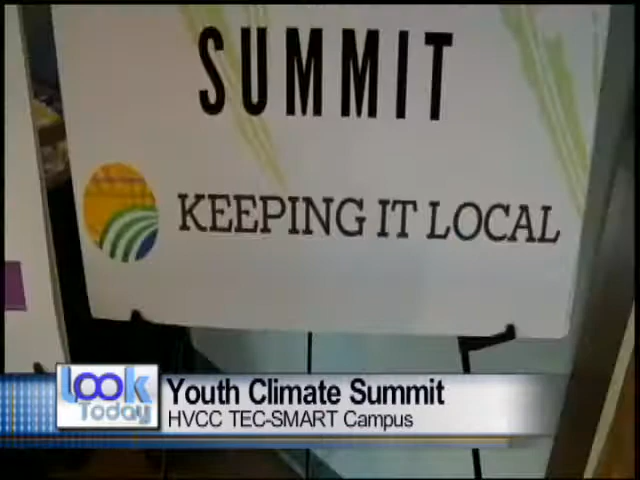 SUMMIT
KEEPING IT LOCAL
Look
Today
Youth Climate Summit
HVCC TEC-SMART Campus